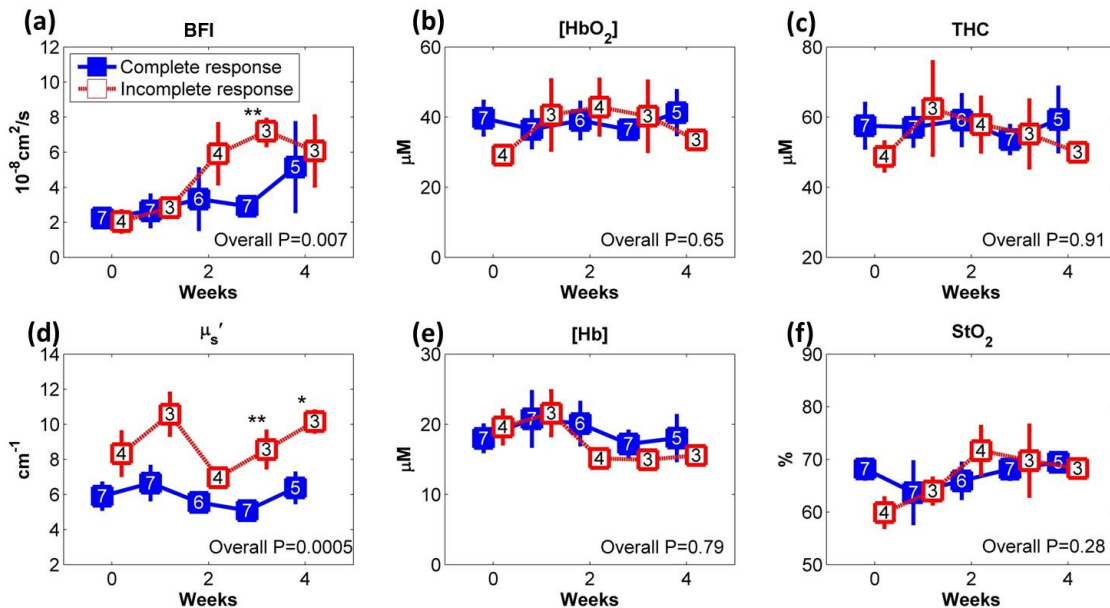 (a)
BFI
12
10
8
6
4
2
0
10⁻⁸cm²/s
Complete response
Incomplete response
**
7 7 6 7 5
4 3 4 3 3
Overall P=0.007
0 2 4
Weeks
(b)
[HbO₂]
60
40
20
0
μM
7 7 6 7 5
4 3 4 3 3
Overall P=0.65
0 2 4
Weeks
(c)
THC
80
60
40
20
μM
7 7 6 7 5
4 3 4 3 3
Overall P=0.91
0 2 4
Weeks
(d)
μₛ′
14
12
10
8
6
4
2
cm⁻¹
** *
4 3 4 3 3
7 7 6 7 5
Overall P=0.0005
0 2 4
Weeks
(e)
[Hb]
30
20
10
0
μM
7 7 6 7 5
4 3 4 3 3
Overall P=0.79
0 2 4
Weeks
(f)
StO₂
90
80
70
60
50
%
7 7 6 7 5
4 3 4 3 3
Overall P=0.28
0 2 4
Weeks